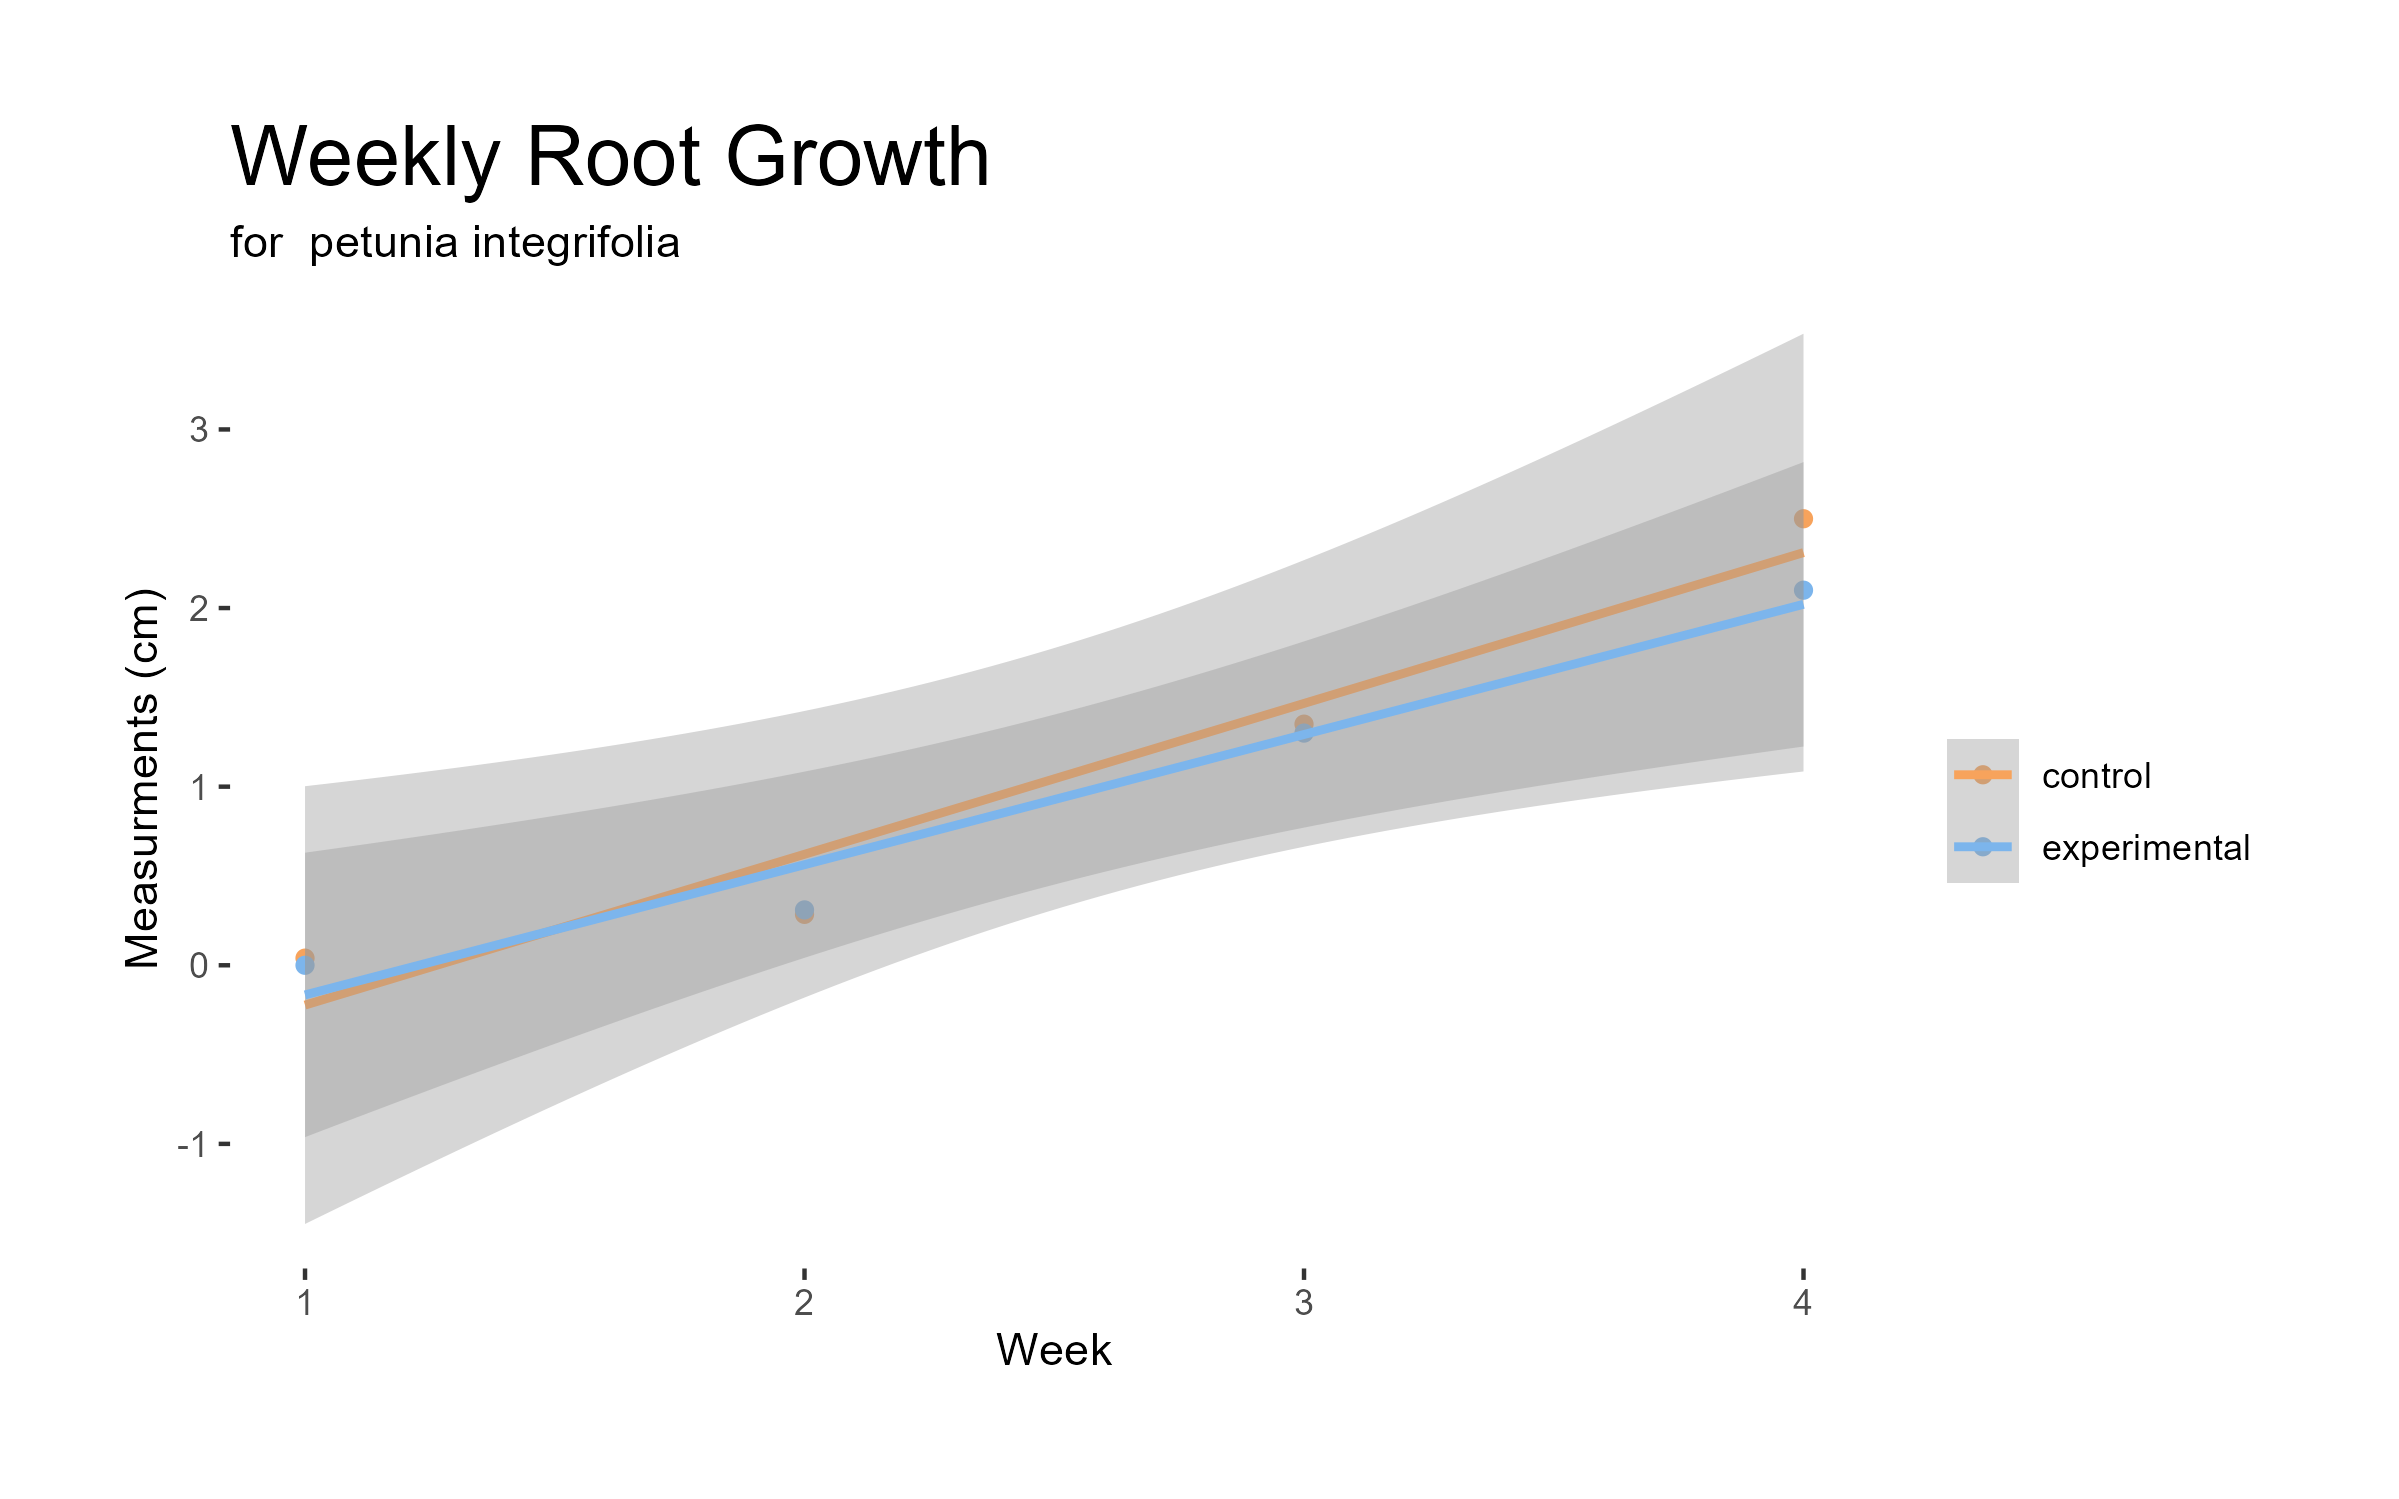 Weekly Root Growth
for  petunia integrifolia
Measurments (cm)
3
2
1
0
-1
1
2
3
4
Week
control
experimental